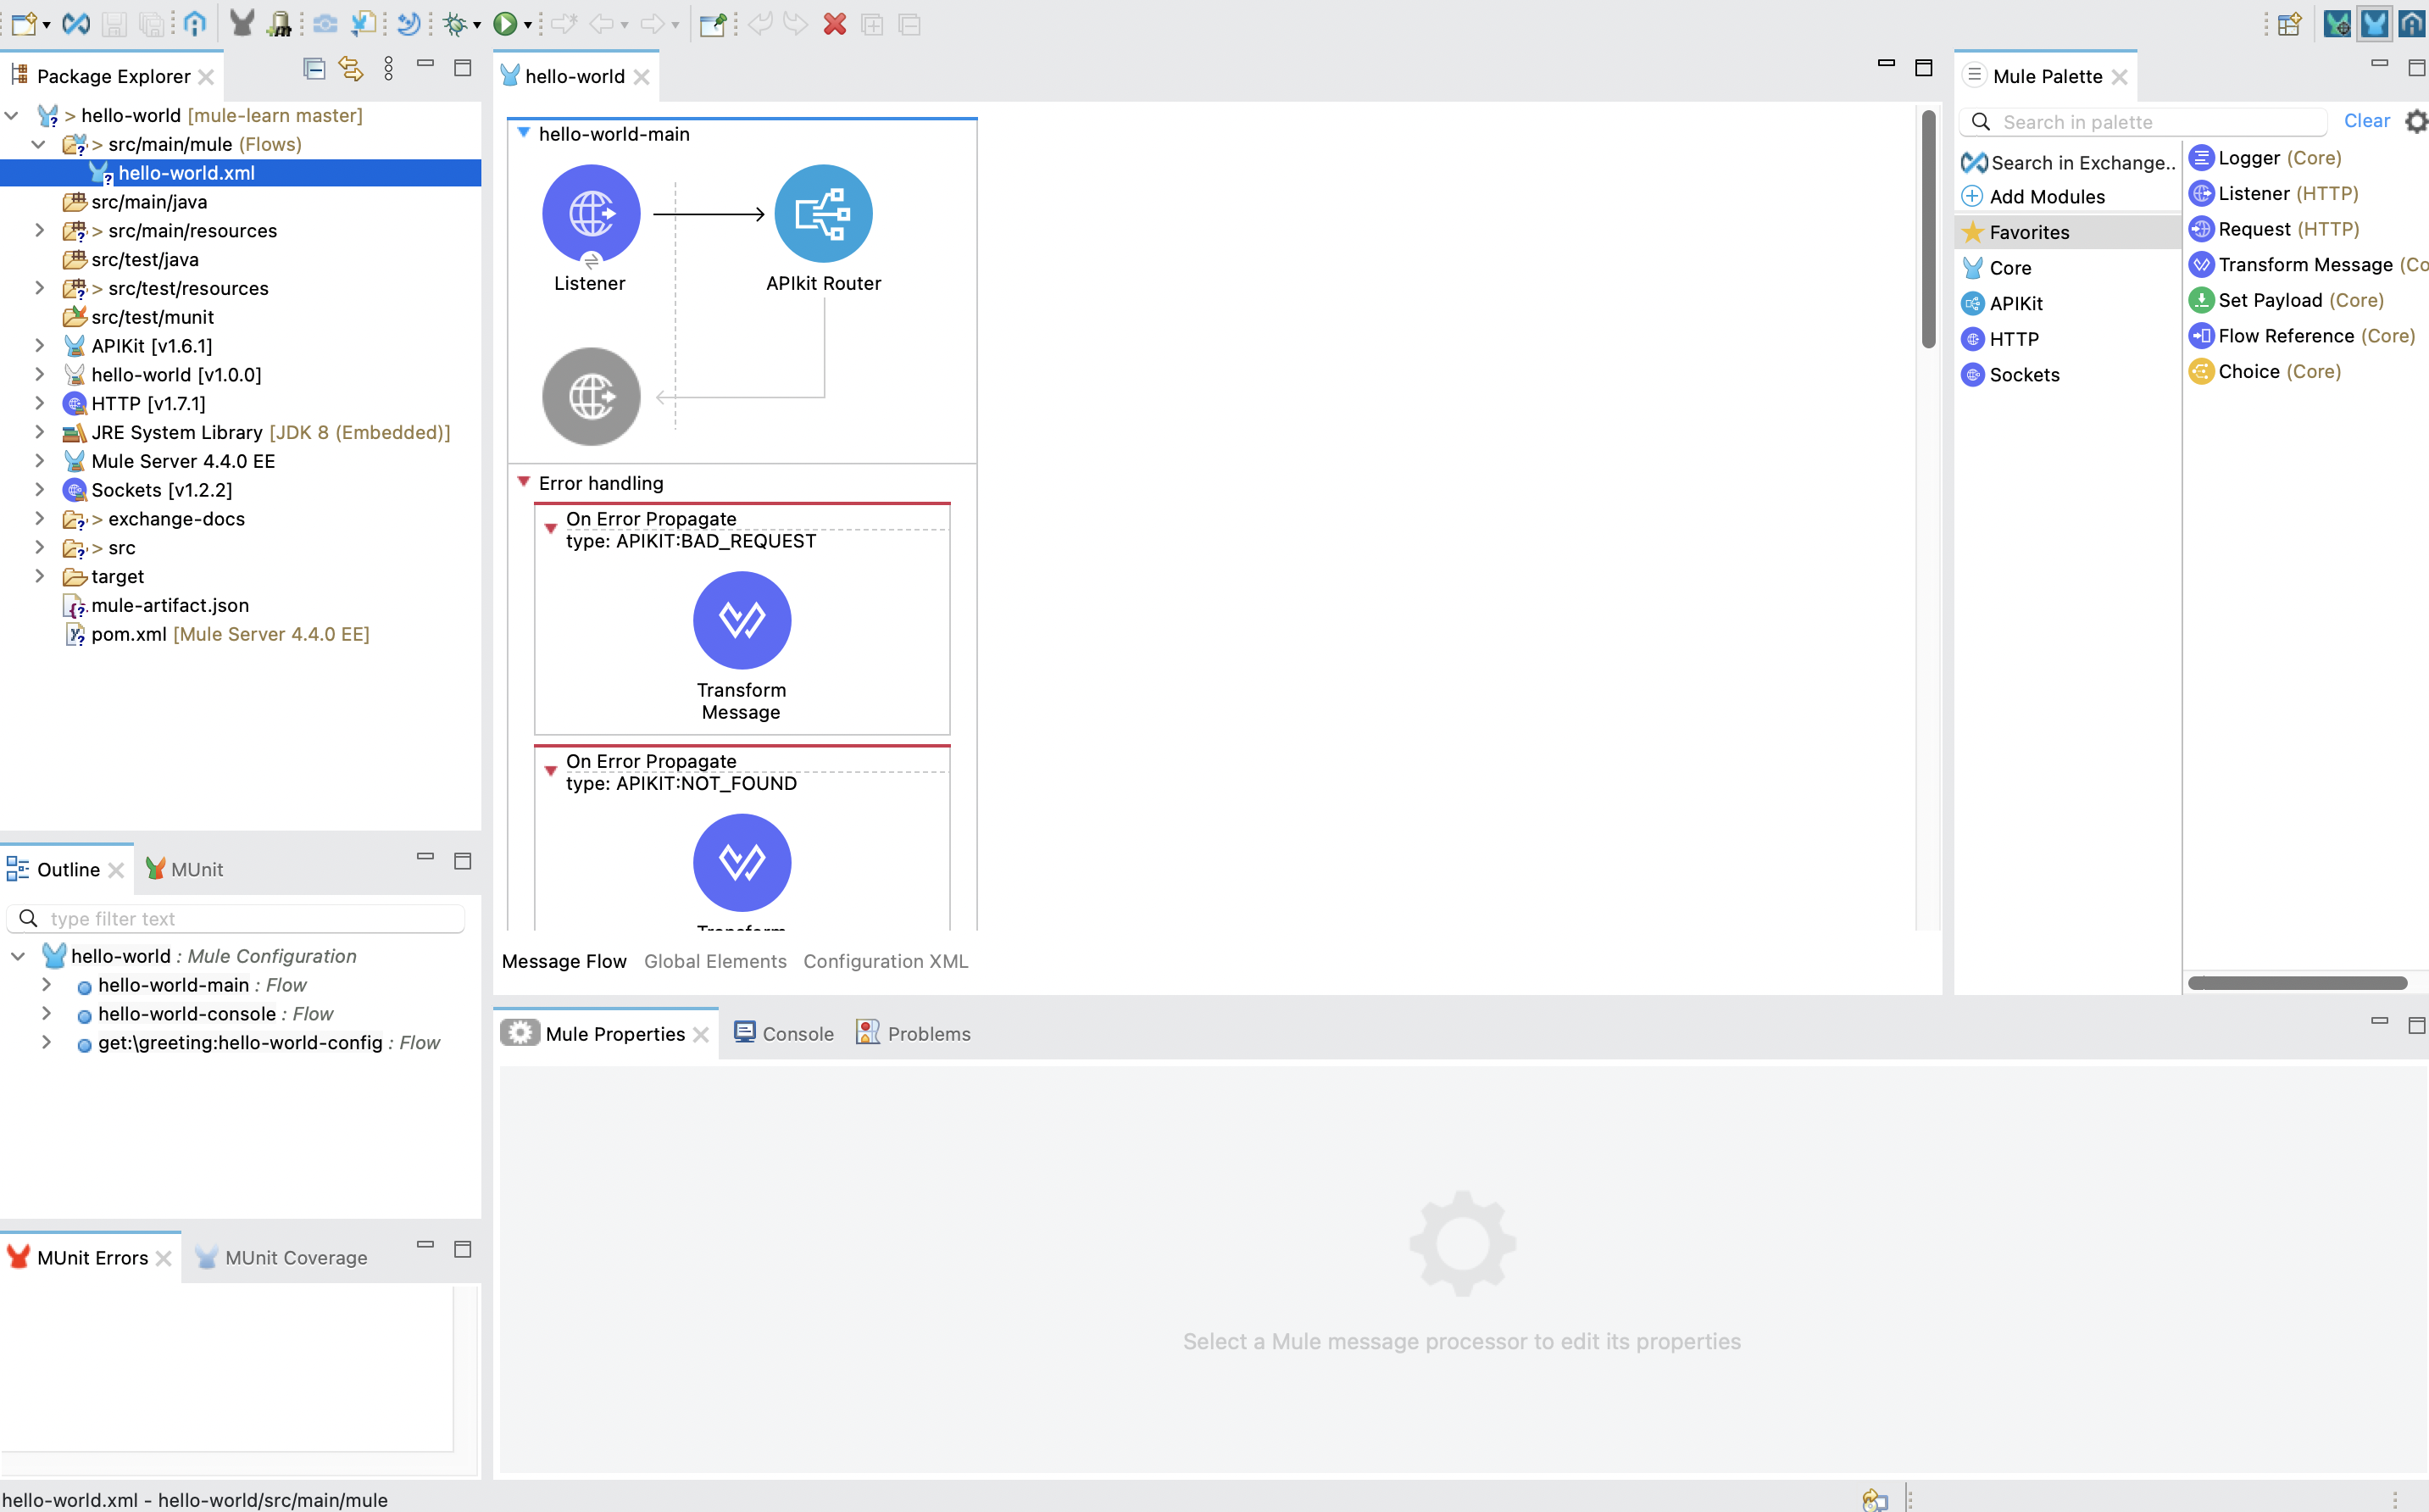 Package Explorer
> hello-world [mule-learn master]
> src/main/mule (Flows)
hello-world.xml
src/main/java
> src/main/resources
src/test/java
> src/test/resources
src/test/munit
APIKit [v1.6.1]
hello-world [v1.0.0]
HTTP [v1.7.1]
JRE System Library [JDK 8 (Embedded)]
Mule Server 4.4.0 EE
Sockets [v1.2.2]
> exchange-docs
> src
target
mule-artifact.json
pom.xml [Mule Server 4.4.0 EE]
Outline
MUnit
type filter text
hello-world : Mule Configuration
hello-world-main : Flow
hello-world-console : Flow
get:\greeting:hello-world-config : Flow
MUnit Errors
MUnit Coverage
hello-world
hello-world-main
Listener
APIkit Router
Error handling
On Error Propagate
type: APIKIT:BAD_REQUEST
Transform
Message
On Error Propagate
type: APIKIT:NOT_FOUND
Transform
Message Flow
Global Elements
Configuration XML
Mule Properties
Console
Problems
Select a Mule message processor to edit its properties
Mule Palette
Search in palette
Clear
Search in Exchange..
Add Modules
Favorites
Core
APIKit
HTTP
Sockets
Logger (Core)
Listener (HTTP)
Request (HTTP)
Transform Message (Co
Set Payload (Core)
Flow Reference (Core)
Choice (Core)
hello-world.xml - hello-world/src/main/mule